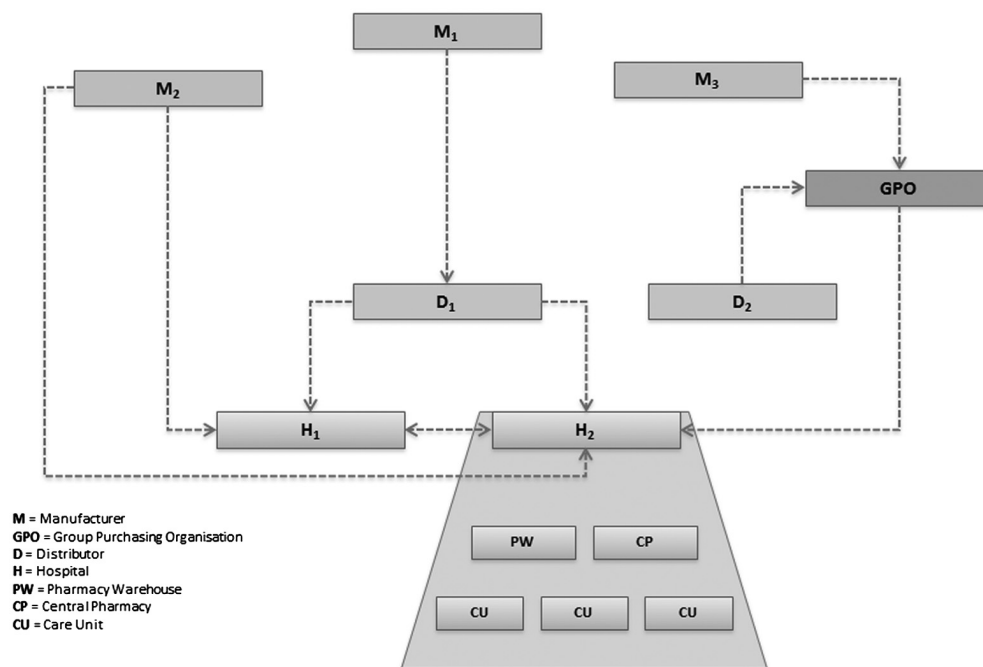 M₁
M₂
M₃
GPO
D₁
D₂
H₁
H₂
PW
CP
CU
CU
CU
M = Manufacturer
GPO = Group Purchasing Organisation
D = Distributor
H = Hospital
PW = Pharmacy Warehouse
CP = Central Pharmacy
CU = Care Unit